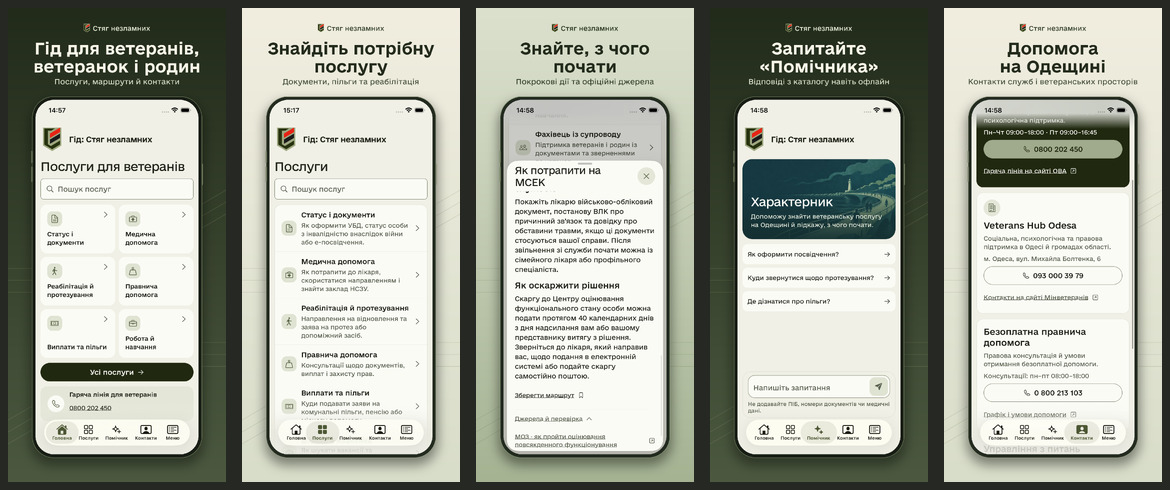 Стяг незламних
Гід для ветеранів,
ветеранок і родин
Послуги, маршрути й контакти
14:57
Гід: Стяг незламних
Послуги для ветеранів
Пошук послуг
Статус і
документи
Медична
допомога
Реабілітація й
протезування
Правнича
допомога
Виплати та пільги
Робота й
навчання
Усі послуги →
Гаряча лінія для ветеранів
0800 202 450
Головна
Послуги
Помічник
Контакти
Меню
Стяг незламних
Знайдіть потрібну
послугу
Документи, пільги та реабілітація
15:17
Гід: Стяг незламних
Послуги
Пошук послуг
Статус і документи
Як оформити УБД, статус особи
з інвалідністю внаслідок війни
або е-посвідчення.
Медична допомога
Як потрапити до лікаря,
скористатися направленням і
знайти заклад НСЗУ.
Реабілітація й протезування
Направлення на відновлення та
заява на протез або
допоміжний засіб.
Правнича допомога
Консультації щодо документів,
виплат і захисту прав.
Виплати та пільги
Куди подавати заяви на
комунальні пільги, пенсію або
Головна
Послуги
Помічник
Контакти
Меню
Стяг незламних
Знайте, з чого
почати
Покрокові дії та офіційні джерела
14:58
Фахівець із супроводу
Підтримка ветеранів і родин із
документами та зверненнями
Як потрапити на
МСЕК
Покажіть лікарю військово-обліковий
документ, постанову ВЛК про
причинний зв'язок та довідку про
обставини травми, якщо ці документи
стосуються вашої справи. Після
звільнення зі служби почати можна із
сімейного лікаря або профільного
спеціаліста.
Як оскаржити рішення
Скаргу до Центру оцінювання
функціонального стану особи можна
подати протягом 40 календарних днів
з дня надсилання вам або вашому
представнику витягу з рішення.
Зверніться до лікаря, який направив
вас, щодо подання в електронній
системі або подайте скаргу
самостійно поштою.
Зберегти маршрут
Джерела й перевірка
МОЗ · як пройти оцінювання
повсякденного функціонування
Стяг незламних
Запитайте
«Помічника»
Відповіді з каталогу навіть офлайн
14:58
Гід: Стяг незламних
Характерник
Допоможу знайти ветеранську послугу
на Одещині й підкажу, з чого почати.
Як оформити посвідчення? →
Куди звернутися щодо протезування? →
Де дізнатися про пільги? →
Напишіть запитання
Не додавайте ПІБ, номери документів чи медичні
дані.
Головна
Послуги
Помічник
Контакти
Меню
Стяг незламних
Допомога
на Одещині
Контакти служб і ветеранських просторів
14:58
психологічна підтримка.
Пн–Чт 09:00–18:00 · Пт 09:00–16:45
0800 202 450
Гаряча лінія на сайті ОВА
Veterans Hub Odesa
Соціальна, психологічна та правова
підтримка в Одесі й громадах області.
м. Одеса, вул. Михайла Болтенка, 6
093 000 39 79
Контакти на сайті Мінветеранів
Безоплатна правнича
допомога
Правова консультація й умови
отримання безоплатної допомоги.
Консультації: пн–пт 08:00–18:00
0 800 213 103
Графік і умови допомоги
Головна
Послуги
Помічник
Контакти
Меню
Управління з питань